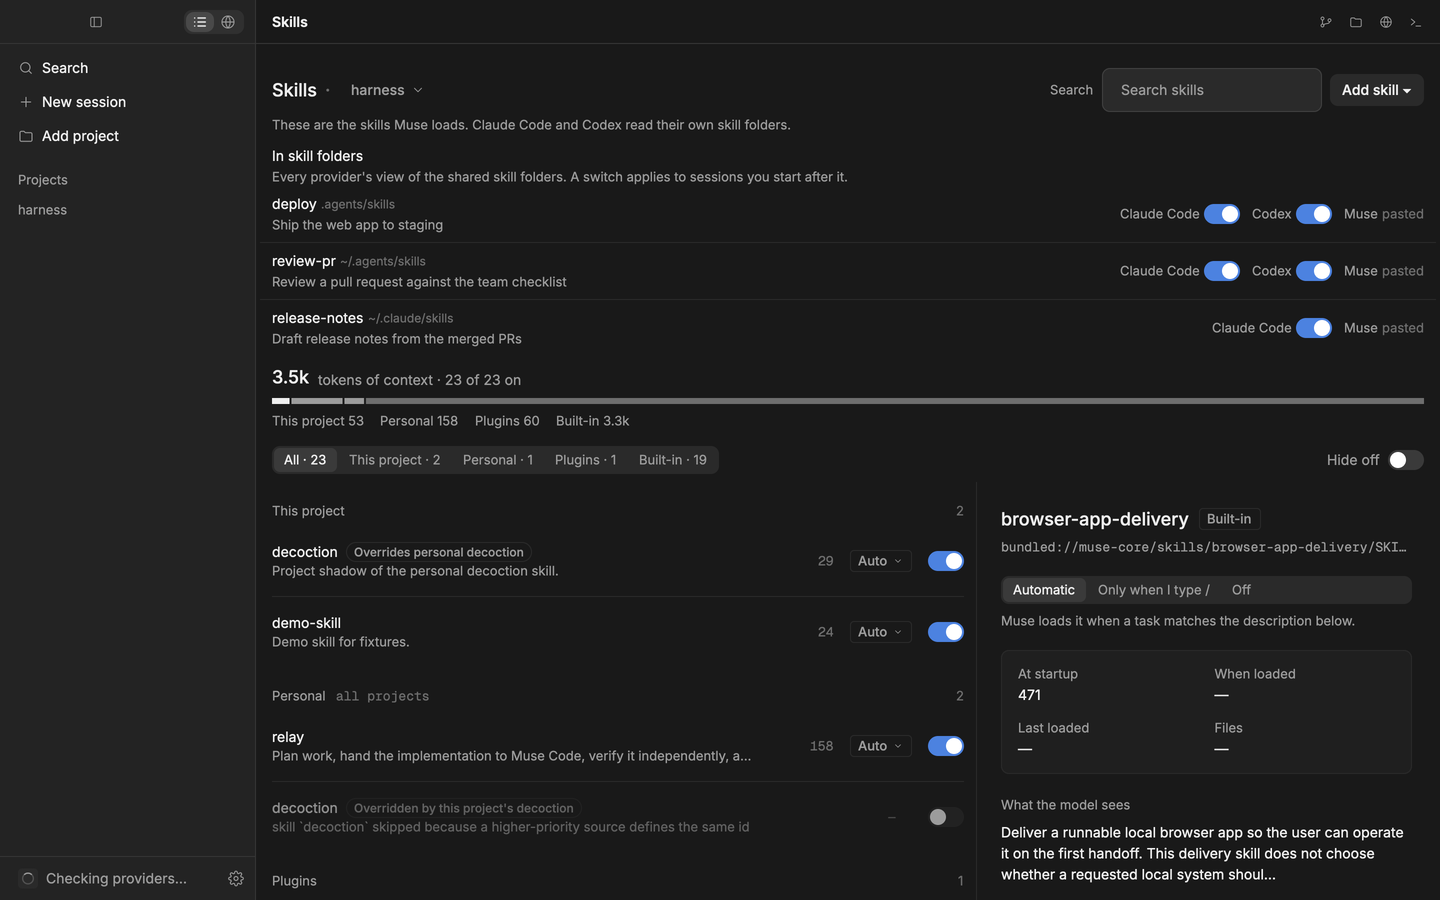 Skills
Search
New session
Add project
Projects
harness
Checking providers...
Skills · harness
Search
Search skills
Add skill
These are the skills Muse loads. Claude Code and Codex read their own skill folders.
In skill folders
Every provider's view of the shared skill folders. A switch applies to sessions you start after it.
deploy .agents/skills
Ship the web app to staging
Claude Code Codex Muse pasted
review-pr ~/.agents/skills
Review a pull request against the team checklist
Claude Code Codex Muse pasted
release-notes ~/.claude/skills
Draft release notes from the merged PRs
Claude Code Muse pasted
3.5k tokens of context · 23 of 23 on
This project 53 Personal 158 Plugins 60 Built-in 3.3k
All · 23 This project · 2 Personal · 1 Plugins · 1 Built-in · 19
Hide off
This project 2
decoction Overrides personal decoction
Project shadow of the personal decoction skill.
29 Auto
demo-skill
Demo skill for fixtures.
24 Auto
Personal all projects 2
relay
Plan work, hand the implementation to Muse Code, verify it independently, a...
158 Auto
decoction Overridden by this project's decoction
skill `decoction` skipped because a higher-priority source defines the same id
–
Plugins 1
browser-app-delivery Built-in
bundled://muse-core/skills/browser-app-delivery/SKI…
Automatic Only when I type / Off
Muse loads it when a task matches the description below.
At startup When loaded
471 —
Last loaded Files
— —
What the model sees
Deliver a runnable local browser app so the user can operate
it on the first handoff. This delivery skill does not choose
whether a requested local system shoul...